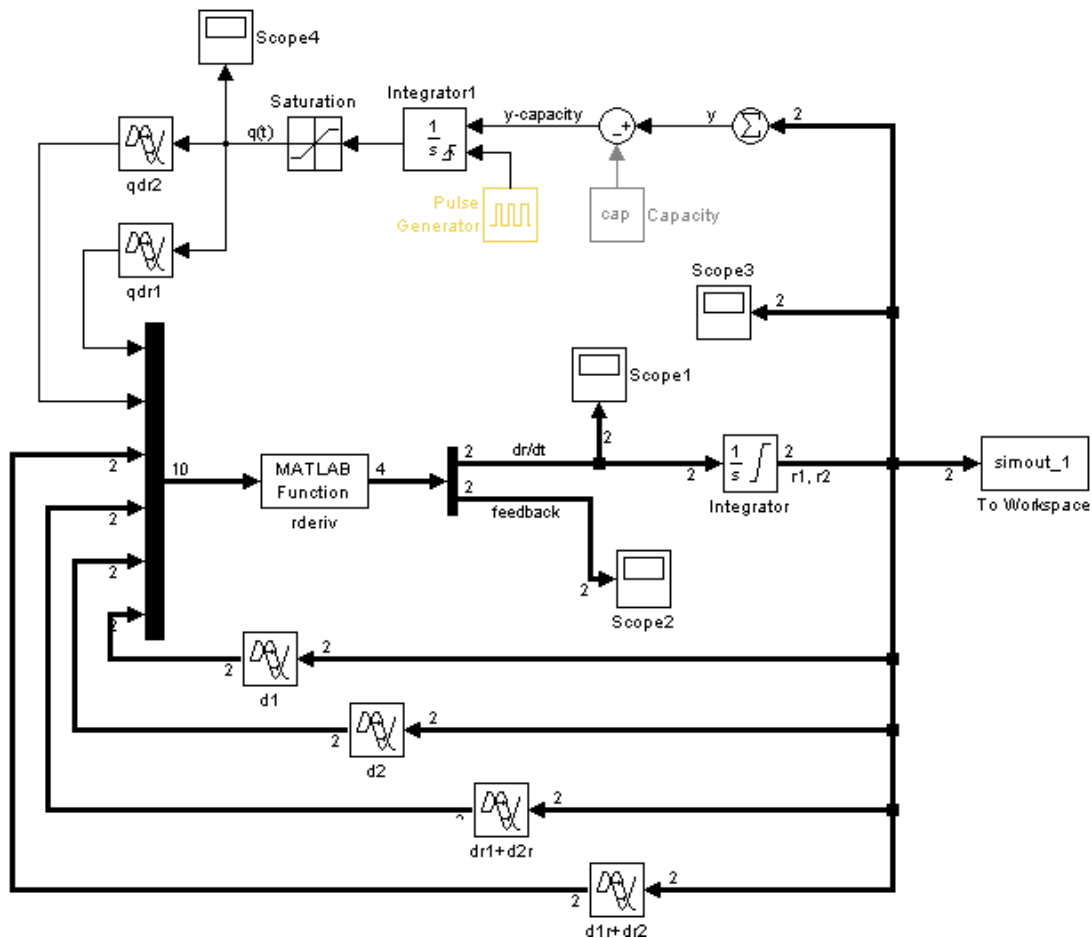 Scope4
Integrator1
Saturation
y-capacity
y
2
q(t)
1
s
qdr2
Pulse
Generator
cap
Capacity
qdr1
Scope3
2
Scope1
2
2
dr/dt
2
1
s
2
2
simout_1
10
MATLAB
Function
4
r1, r2
2
rderiv
feedback
Integrator
To Workspace
2
2
2
2
Scope2
2
2
2
d1
2
2
d2
2
dr1+d2r
2
2
d1r+dr2